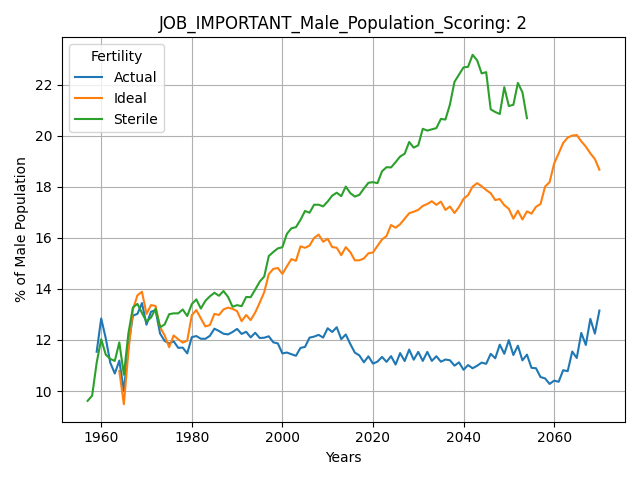 JOB_IMPORTANT_Male_Population_Scoring: 2
Fertility
Actual
Ideal
Sterile
% of Male Population
22
20
18
16
14
12
10
1960
1980
2000
2020
2040
2060
Years